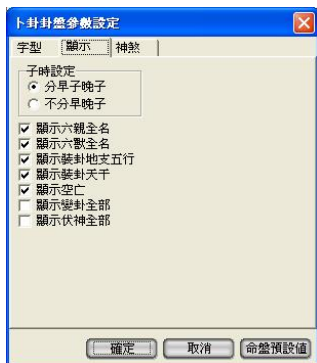 卜卦卦盤參數設定
字型 顯示 神煞
子時設定
分早子晚子
不分早晚子
顯示六親全名
顯示六獸全名
顯示裝卦地支五行
顯示裝卦天干
顯示空亡
顯示變卦全部
顯示伏神全部
確定 取消 命盤預設值